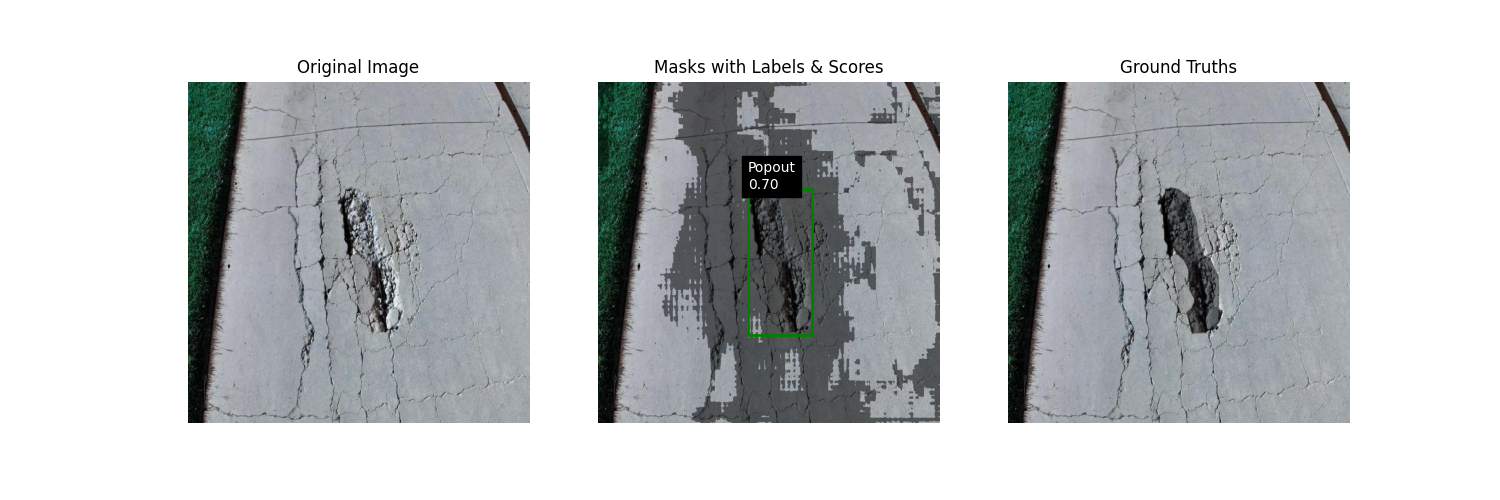 Original Image
Masks with Labels & Scores
Ground Truths
Popout
0.70